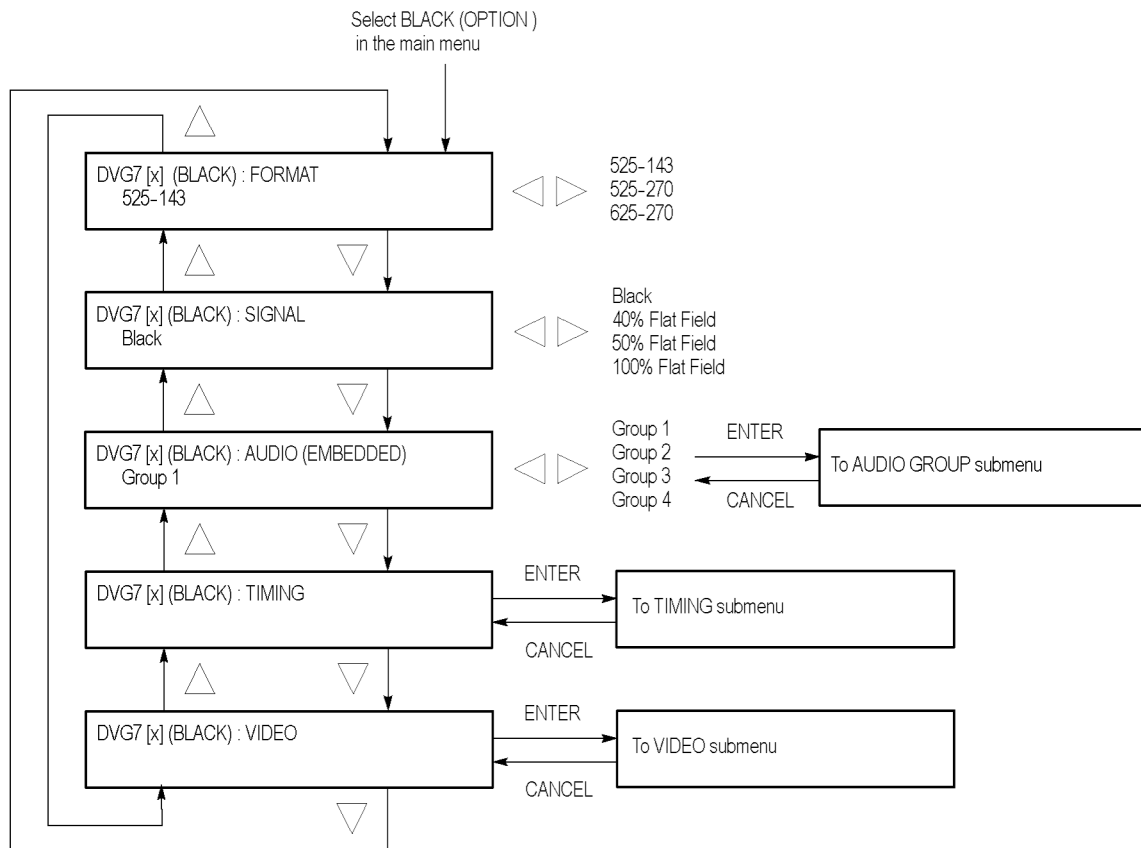 Select BLACK (OPTION )
in the main menu
DVG7 [x] (BLACK) : FORMAT
525-143
525-143
525-270
625-270
DVG7 [x] (BLACK) : SIGNAL
Black
Black
40% Flat Field
50% Flat Field
100% Flat Field
DVG7 [x] (BLACK) : AUDIO (EMBEDDED)
Group 1
Group 1
Group 2
Group 3
Group 4
ENTER
CANCEL
To AUDIO GROUP submenu
DVG7 [x] (BLACK) : TIMING
ENTER
CANCEL
To TIMING submenu
DVG7 [x] (BLACK) : VIDEO
ENTER
CANCEL
To VIDEO submenu